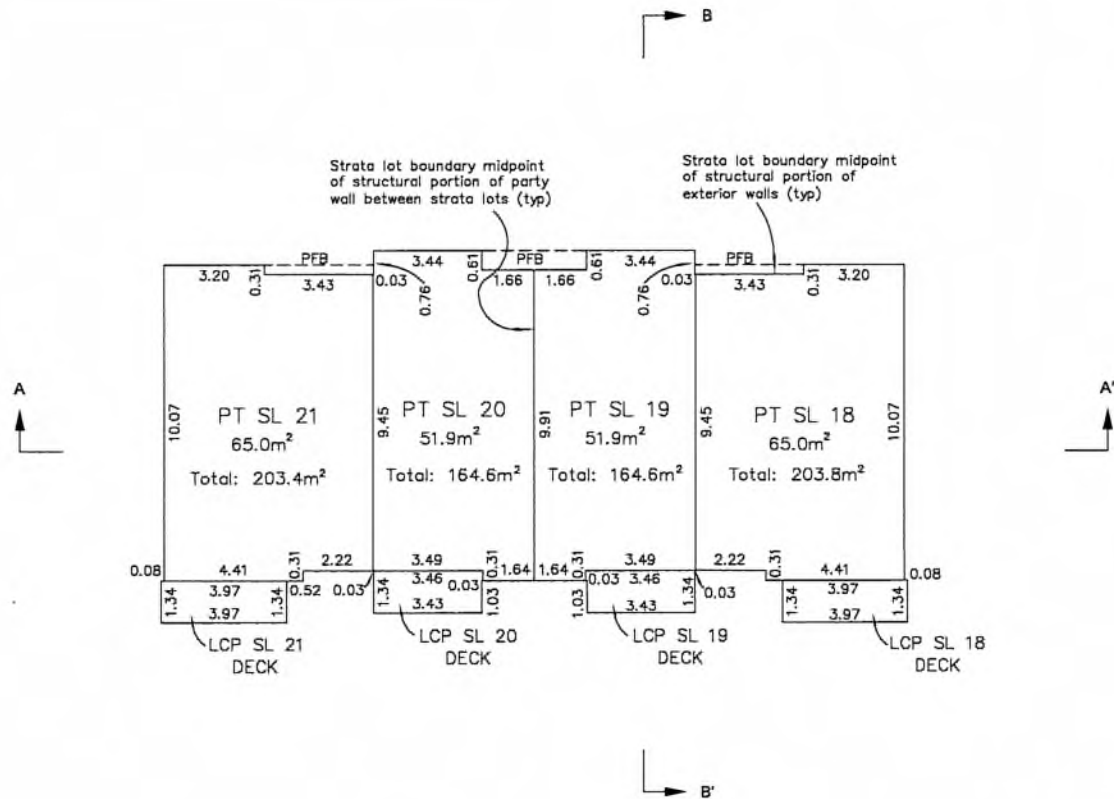 B
Strata lot boundary midpoint
of structural portion of party
wall between strata lots (typ)
Strata lot boundary midpoint
of structural portion of
exterior walls (typ)
3.20
0.31
PFB
3.43
3.44
0.03
0.76
0.61
PFB
1.66
1.66
0.61
3.44
0.76
0.03
PFB
3.43
0.31
3.20
A
A'
10.07
PT SL 21
65.0m²
Total: 203.4m²
9.45
PT SL 20
51.9m²
Total: 164.6m²
9.91
PT SL 19
51.9m²
Total: 164.6m²
9.45
PT SL 18
65.0m²
Total: 203.8m²
10.07
0.08
4.41
0.31
2.22
0.52
0.03
3.49
0.31
1.64
1.64
0.31
3.49
2.22
0.31
4.41
0.08
1.34
3.97
1.34
3.97
1.34
3.46
0.03
1.03
3.43
0.03
3.46
1.03
3.43
1.34
0.03
1.34
3.97
1.34
3.97
LCP SL 21
DECK
LCP SL 20
DECK
LCP SL 19
DECK
LCP SL 18
DECK
B'